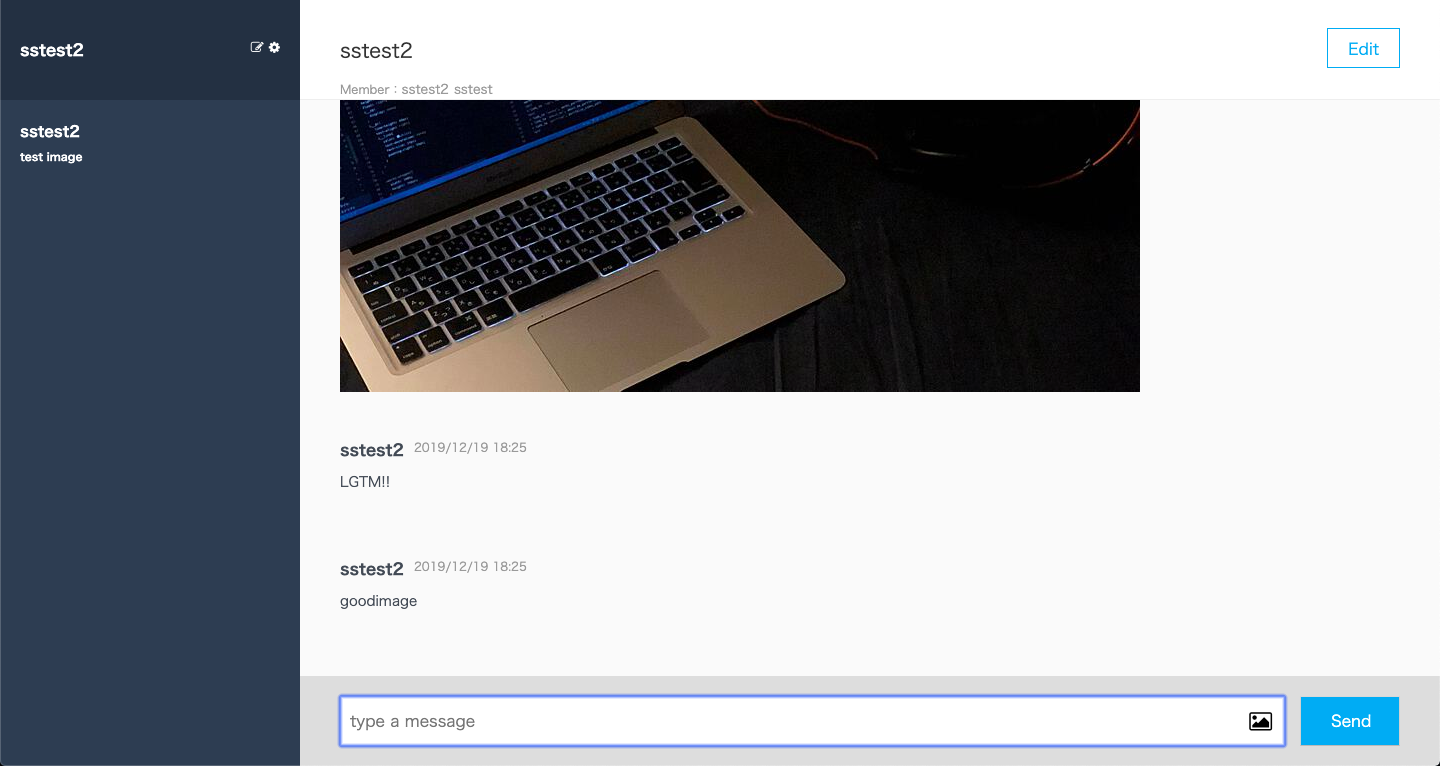 sstest2
sstest2
test image
sstest2
Edit
Member：sstest2 sstest
sstest2 2019/12/19 18:25
LGTM!!
sstest2 2019/12/19 18:25
goodimage
type a message
Send